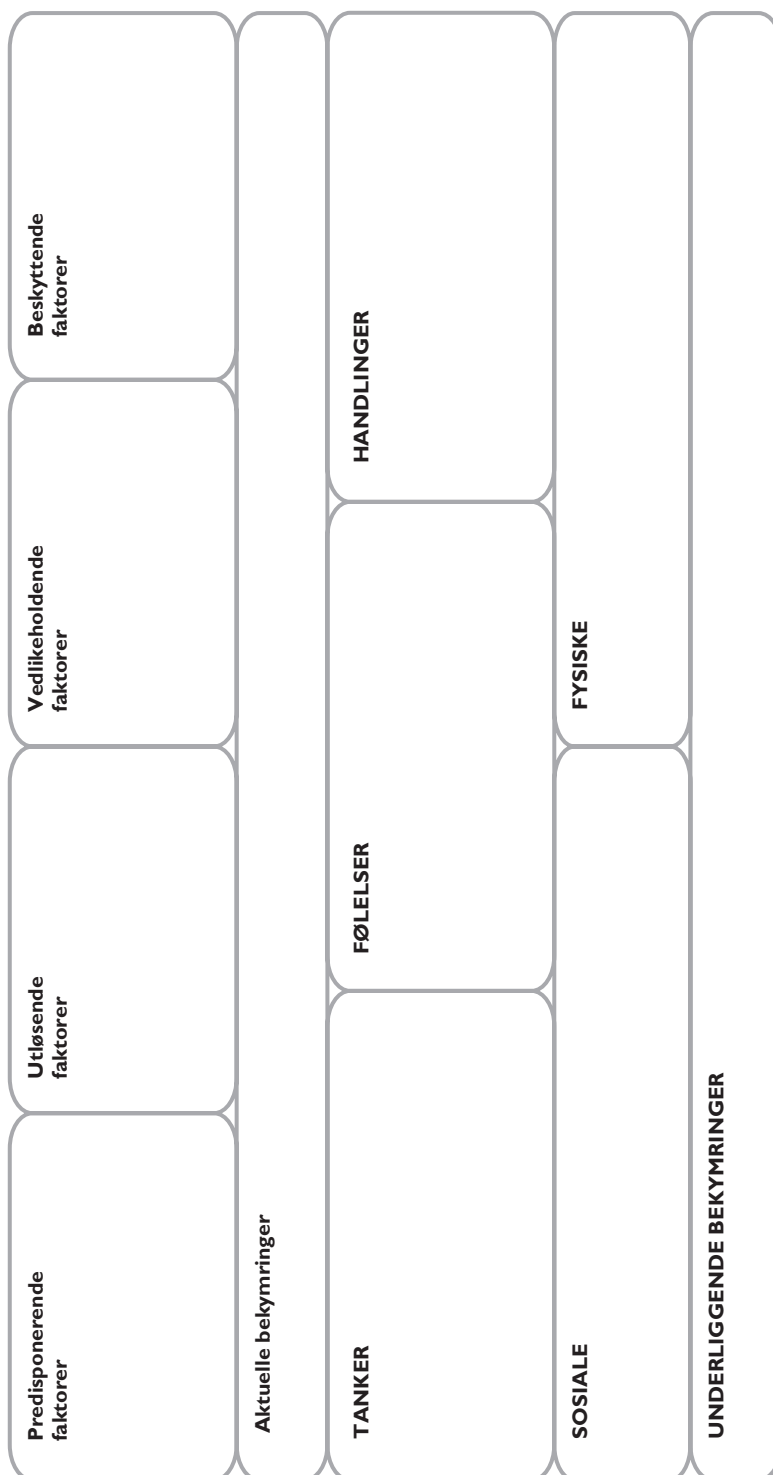 Predisponerende
faktorer
Utløsende
faktorer
Vedlikeholdende
faktorer
Beskyttende
faktorer
Aktuelle bekymringer
TANKER
FØLELSER
HANDLINGER
SOSIALE
FYSISKE
UNDERLIGGENDE BEKYMRINGER